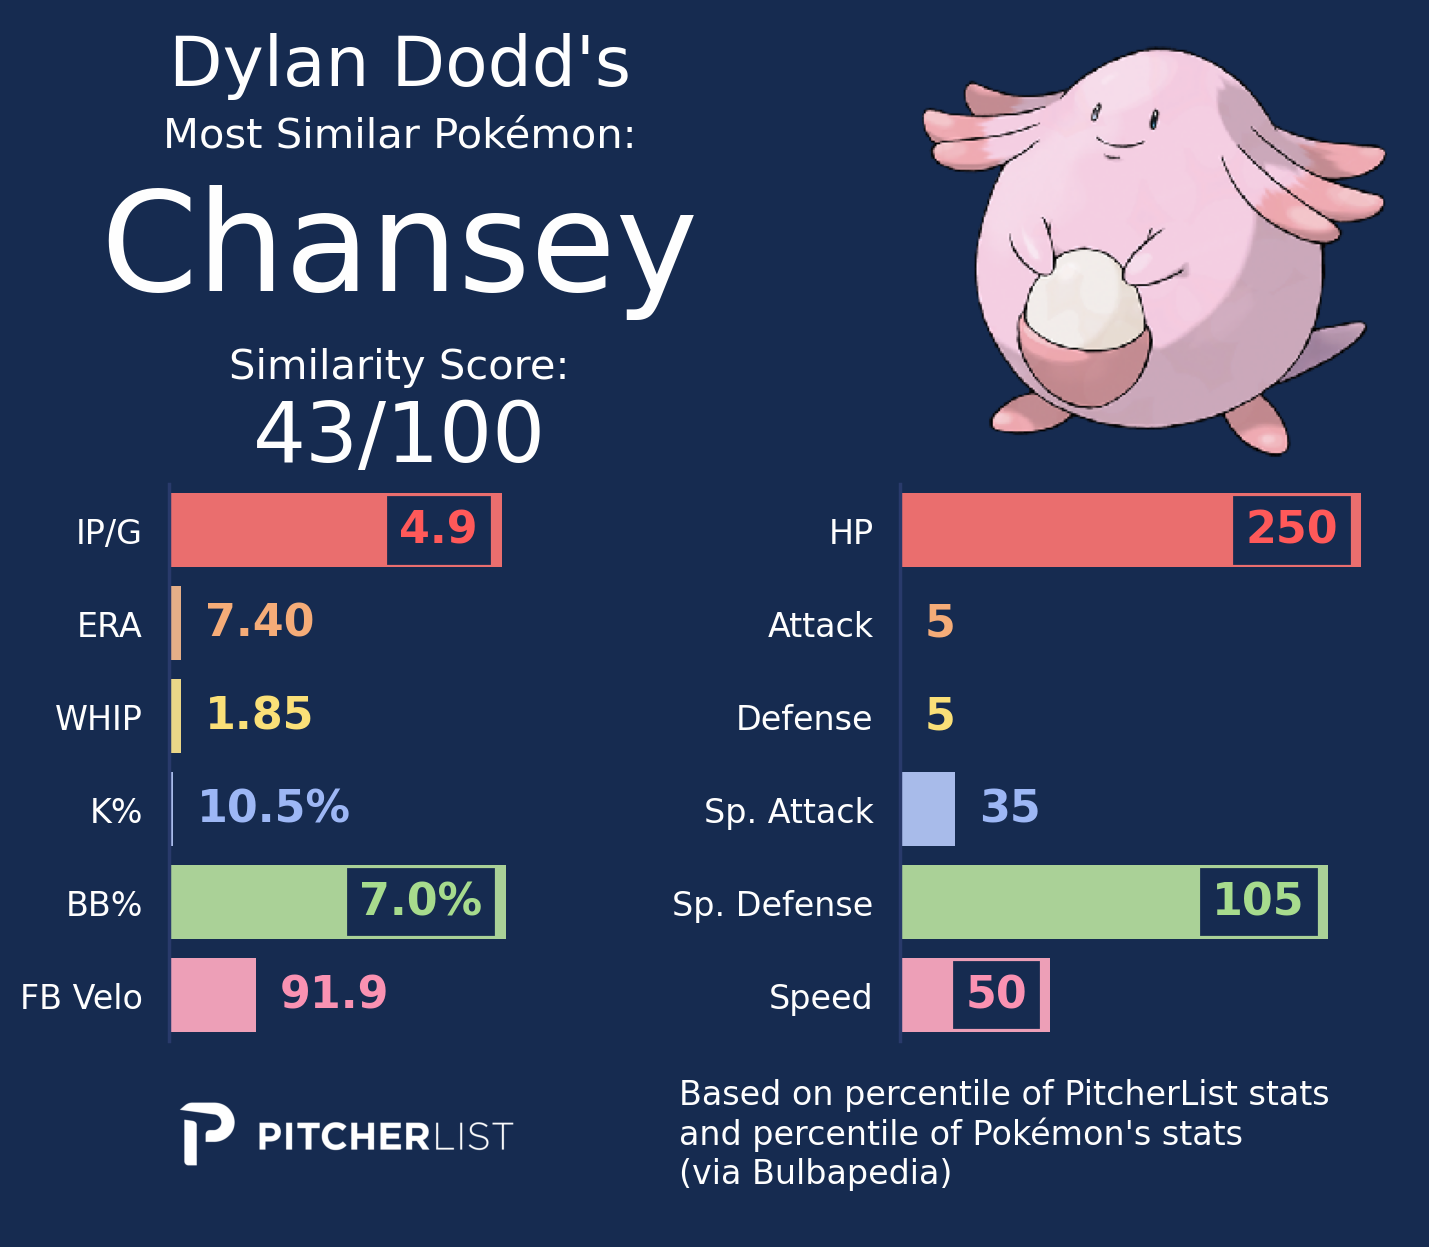 Dylan Dodd's
Most Similar Pokémon:
Chansey
Similarity Score:
43/100
IP/G 4.9
ERA 7.40
WHIP 1.85
K% 10.5%
BB% 7.0%
FB Velo 91.9
HP 250
Attack 5
Defense 5
Sp. Attack 35
Sp. Defense 105
Speed 50
PITCHERLIST
Based on percentile of PitcherList stats
and percentile of Pokémon's stats
(via Bulbapedia)